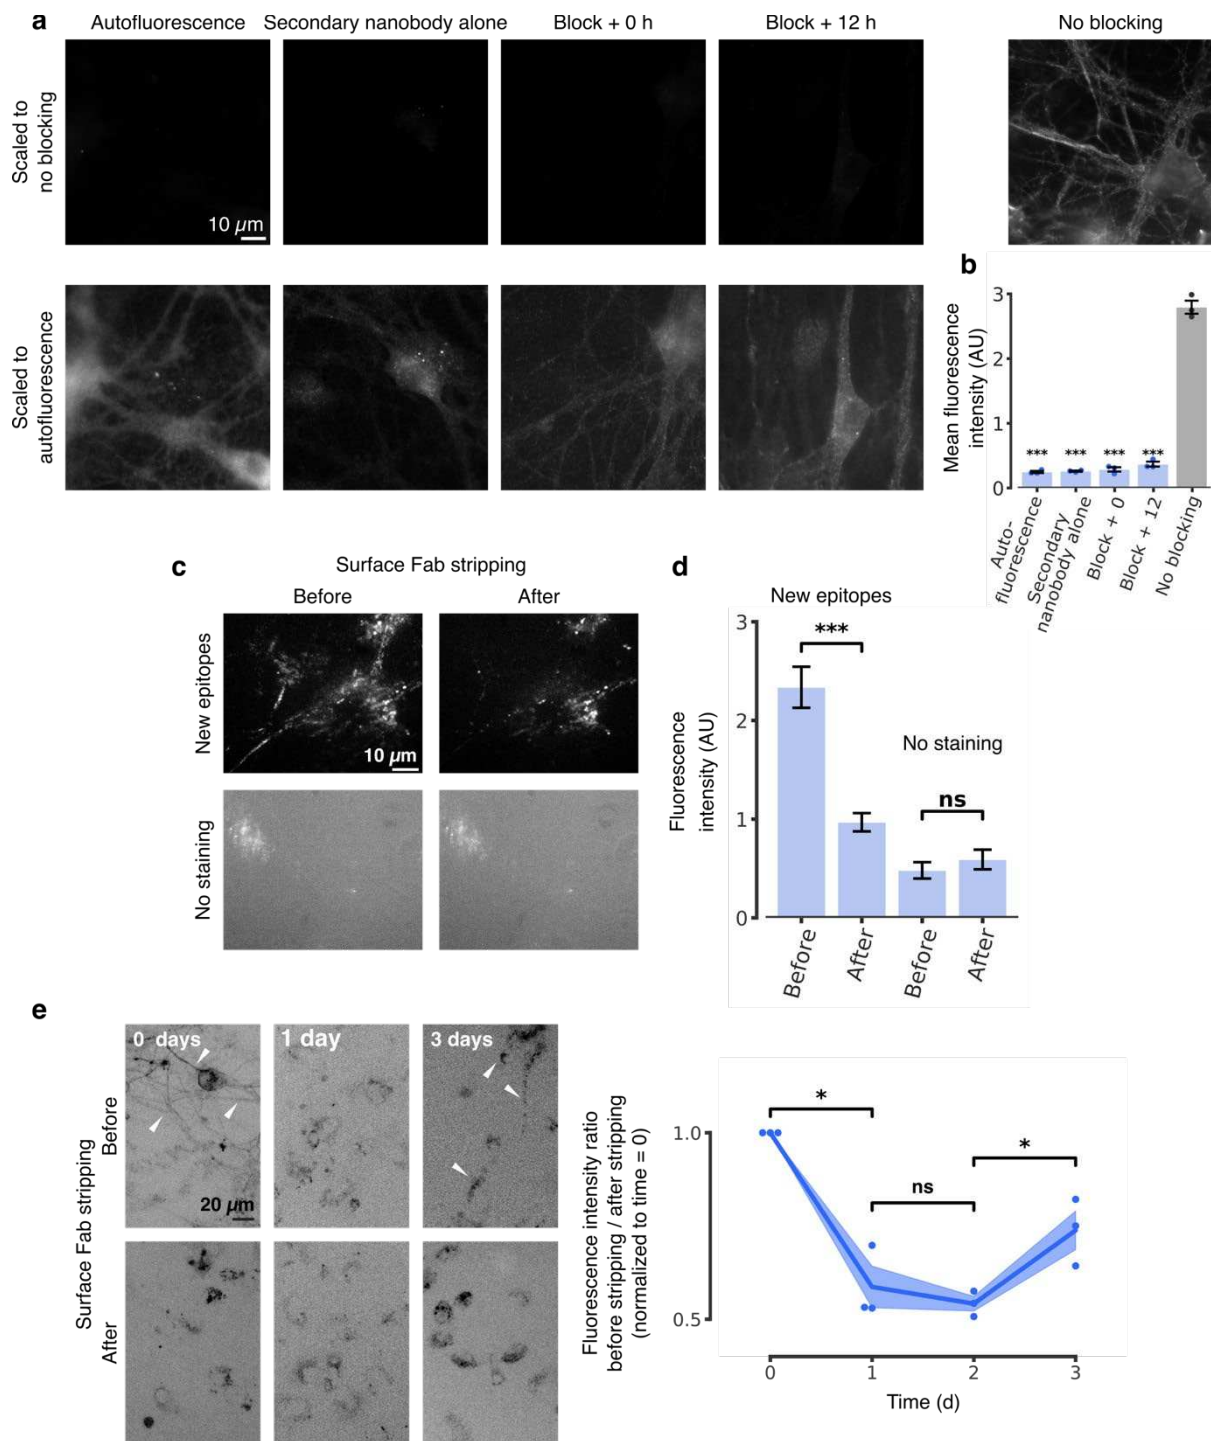 a
Autofluorescence
Secondary nanobody alone
Block + 0 h
Block + 12 h
No blocking
Scaled to
no blocking
10 µm
Scaled to
autofluorescence
b
Mean fluorescence
intensity (AU)
3
2
1
0
***
***
***
***
Auto-
fluorescence
Secondary
nanobody alone
Block + 0
Block + 12
No blocking
c
Surface Fab stripping
Before
After
New epitopes
10 µm
No staining
d
New epitopes
Fluorescence
intensity (AU)
3
2
1
0
***
No staining
ns
Before
After
Before
After
e
Surface Fab stripping
Before
After
0 days
1 day
3 days
20 µm
Fluorescence intensity ratio
before stripping / after stripping
(normalized to time = 0)
1.0
0.5
*
ns
*
0
1
2
3
Time (d)